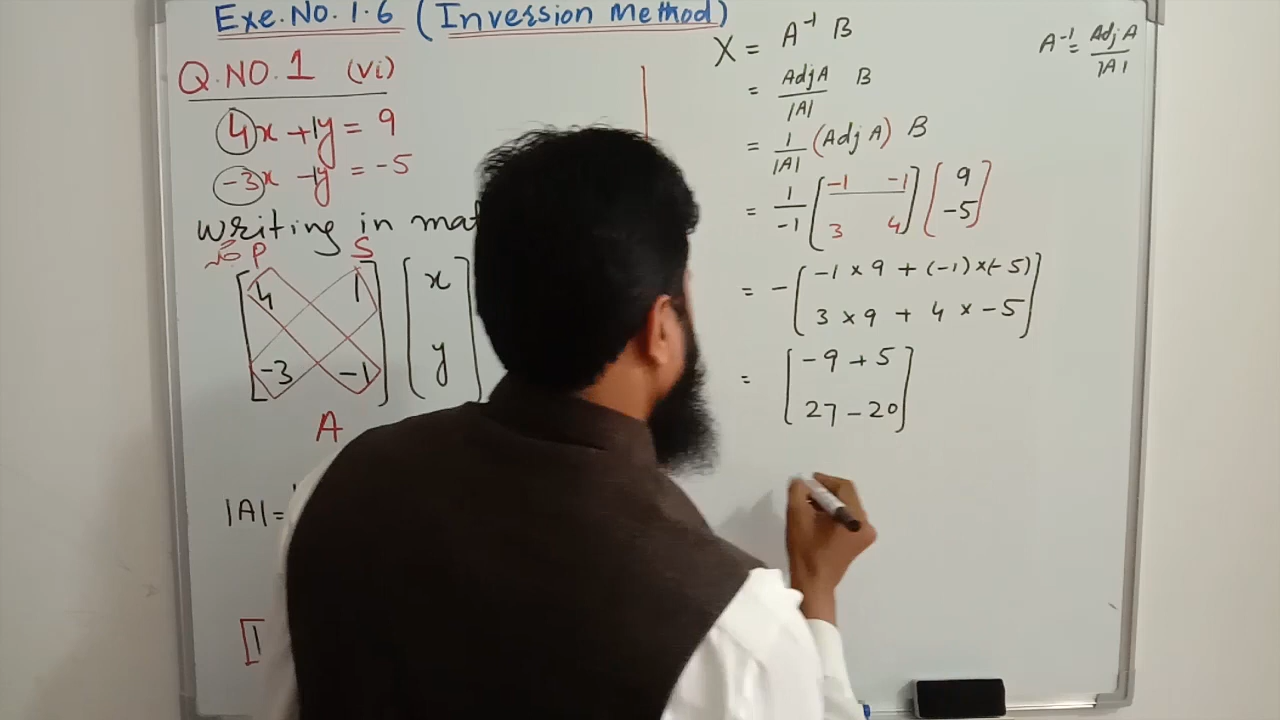 Exe.No.1.6 (Inversion Method)
Q.NO.1 (vi)
4x + 1y = 9
-3x - 1y = -5
Writing in
P S
4 1
-3 -1
x
y
A
|A| =
X = A⁻¹ B
= AdjA/|A| B
= 1/|A| (Adj A) B
= 1/-1 [-1 -1 3 4] [9 -5]
= - [-1 × 9 + (-1) × (-5)
3 × 9 + 4 × -5]
= [-9 + 5
27 - 20]
A⁻¹ = Adj A/|A|